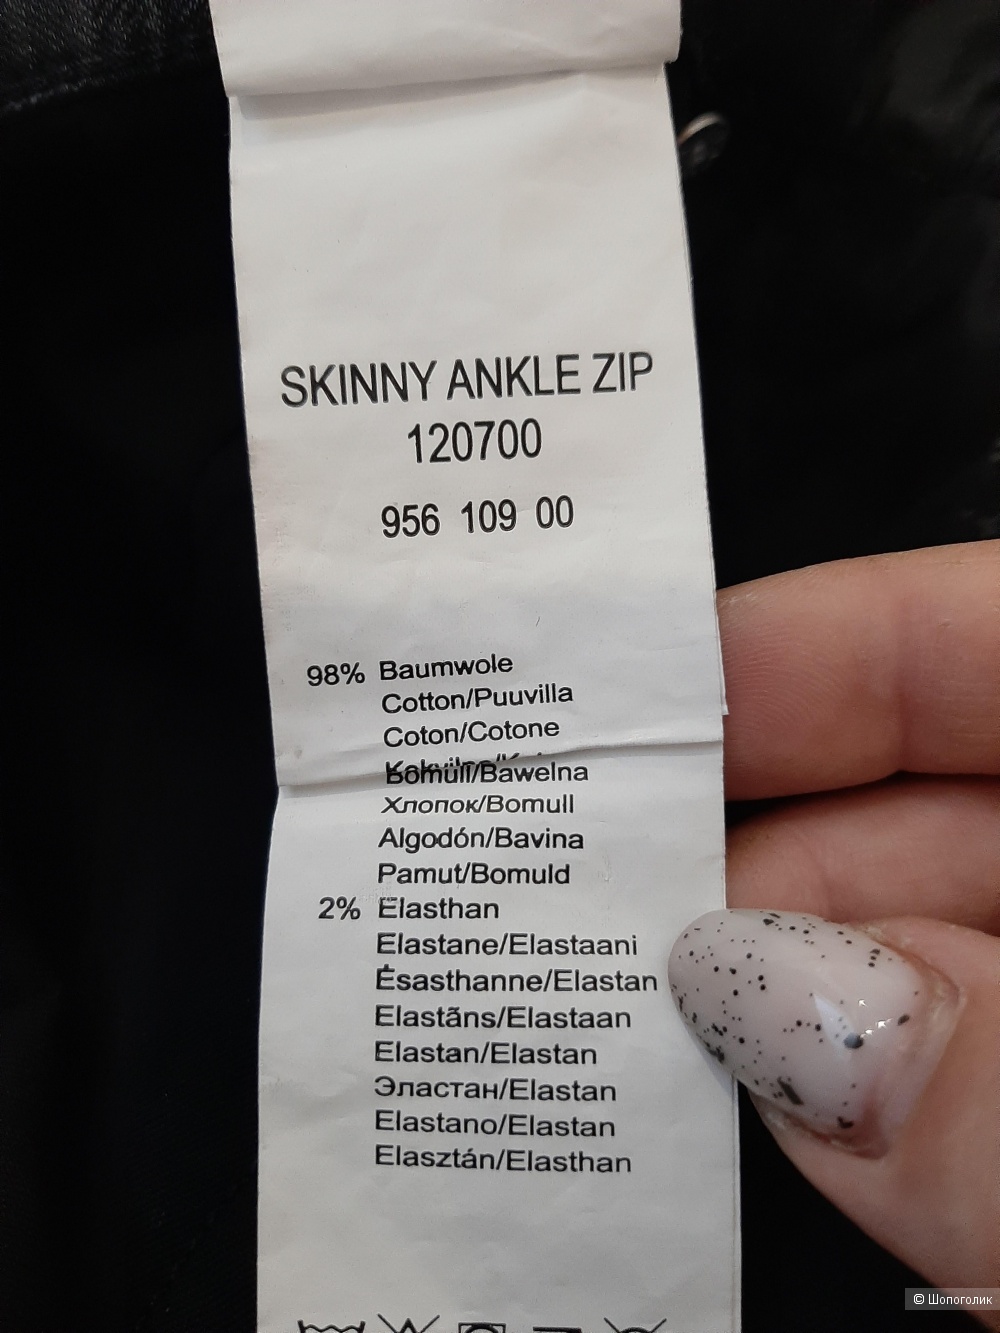 SKINNY ANKLE ZIP
120700
956 109 00
98% Baumwole
Cotton/Puuvilla
Coton/Cotone
Bomull/Bawelna
Хлопок/Bomull
Algodón/Bavina
Pamut/Bomuld
2% Elasthan
Elastane/Elastaani
Ésasthanne/Elastan
Elastãns/Elastaan
Elastan/Elastan
Эластан/Elastan
Elastano/Elastan
Elasztán/Elasthan
© Шопоголик